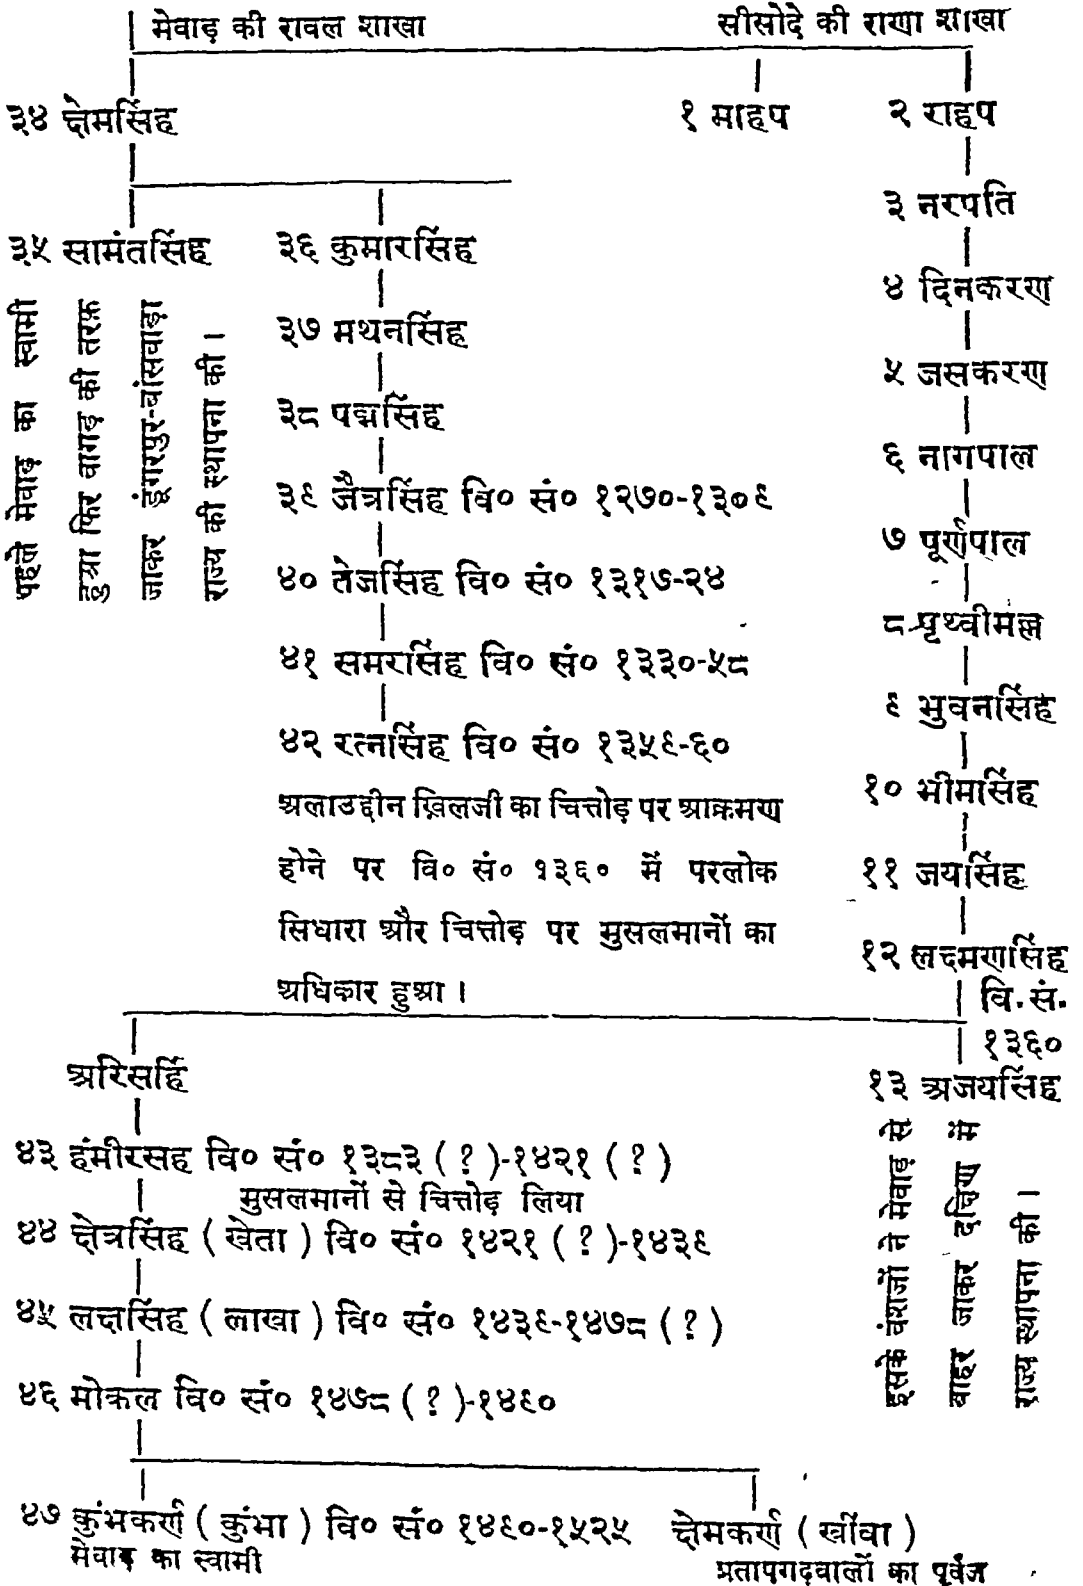 मेवाड़ की रावल शाखा
सीसोदे की राणा शाखा
३४ क्षेमसिंह
१ माहप
२ राहप
३ नरपति
३५ सामंतसिंह
३६ कुमारसिंह
पहले मेवाड़ का स्वामी
हुआ फिर वागड़ की तरफ़
जाकर डूंगरपुर-बांसवाड़ा
राज्य की स्थापना की ।
४ दिनकरण
३७ मथनसिंह
५ जसकरण
३८ पद्मसिंह
६ नागपाल
३९ जैत्रसिंह वि० सं० १२७०-१३०९
७ पूर्णपाल
४० तेजसिंह वि० सं० १३१७-२४
८ पृथ्वीमल्ल
४१ समरसिंह वि० सं० १३३०-५८
९ भुवनसिंह
४२ रत्नसिंह वि० सं० १३५९-६०
अलाउद्दीन ख़िलजी का चित्तोड़ पर आक्रमण
होने पर वि० सं० १३६० में परलोक
सिधारा और चित्तोड़ पर मुसलमानों का
अधिकार हुआ ।
१० भीमसिंह
११ जयसिंह
१२ लक्ष्मणसिंह
वि. सं.
१३६०
अरिसर्हि
१३ अजयसिंह
इसके वंशजों ने मेवाड़ से
बाहर जाकर दक्षिण में
राज्य स्थापना की ।
४३ हंमीरसह वि० सं० १३८३ ( ? )-१४२१ ( ? )
मुसलमानों से चित्तोड़ लिया
४४ क्षेत्रसिंह ( खेता ) वि० सं० १४२१ ( ? )-१४३९
४५ लक्षसिंह ( लाखा ) वि० सं० १४३९-१४७८ ( ? )
४६ मोकल वि० सं० १४७८ ( ? )-१४९०
४७ कुंभकर्ण ( कुंभा ) वि० सं० १४९०-१५२५
मेवाड़ का स्वामी
क्षेमकर्ण ( खींवा )
प्रतापगढ़वालों का पूर्वज